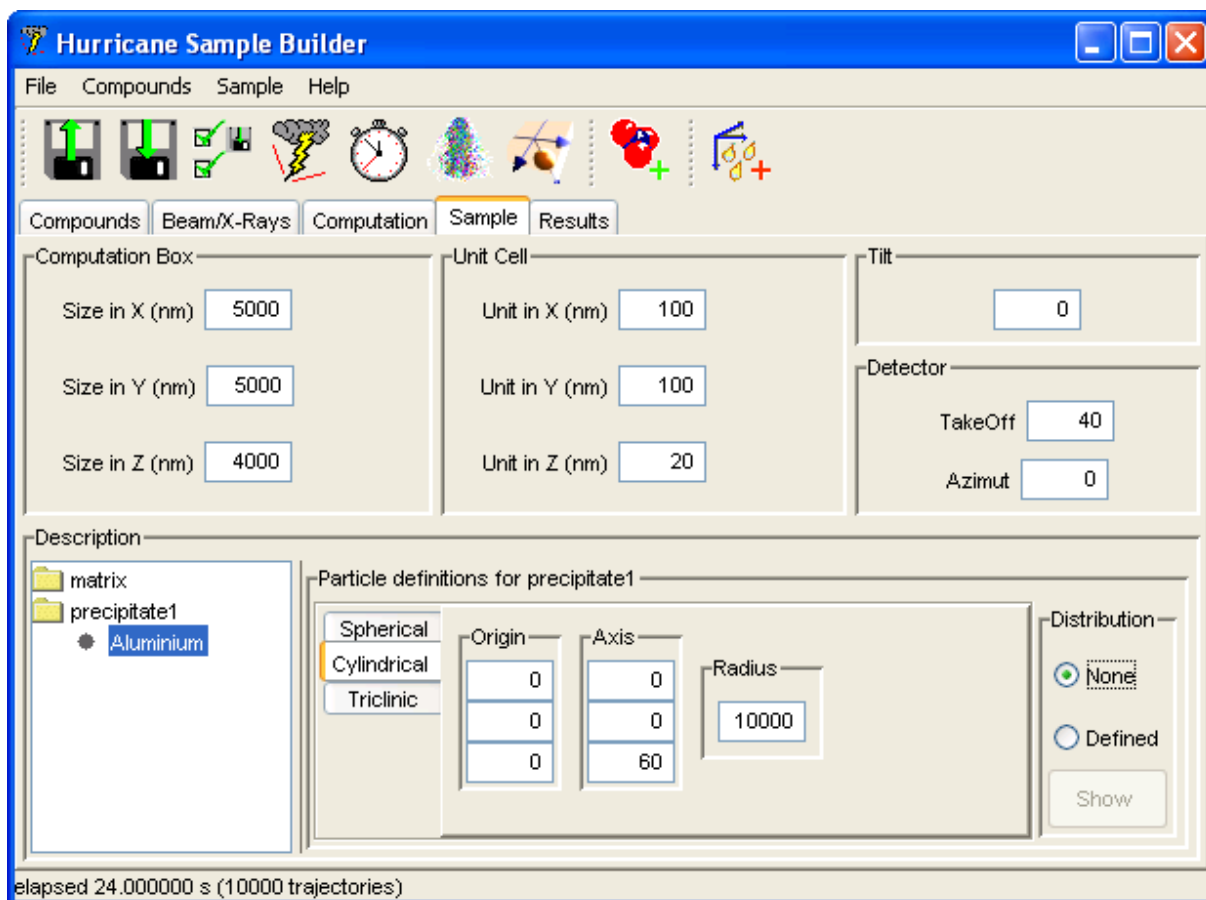 Hurricane Sample Builder
File Compounds Sample Help
Compounds Beam/X-Rays Computation Sample Results
Computation Box
Size in X (nm) 5000
Size in Y (nm) 5000
Size in Z (nm) 4000
Unit Cell
Unit in X (nm) 100
Unit in Y (nm) 100
Unit in Z (nm) 20
Tilt
0
Detector
TakeOff 40
Azimut 0
Description
matrix
precipitate1
Aluminium
Particle definitions for precipitate1
Spherical
Cylindrical
Triclinic
Origin
0
0
0
Axis
0
0
60
Radius
10000
Distribution
None
Defined
Show
elapsed 24.000000 s (10000 trajectories)